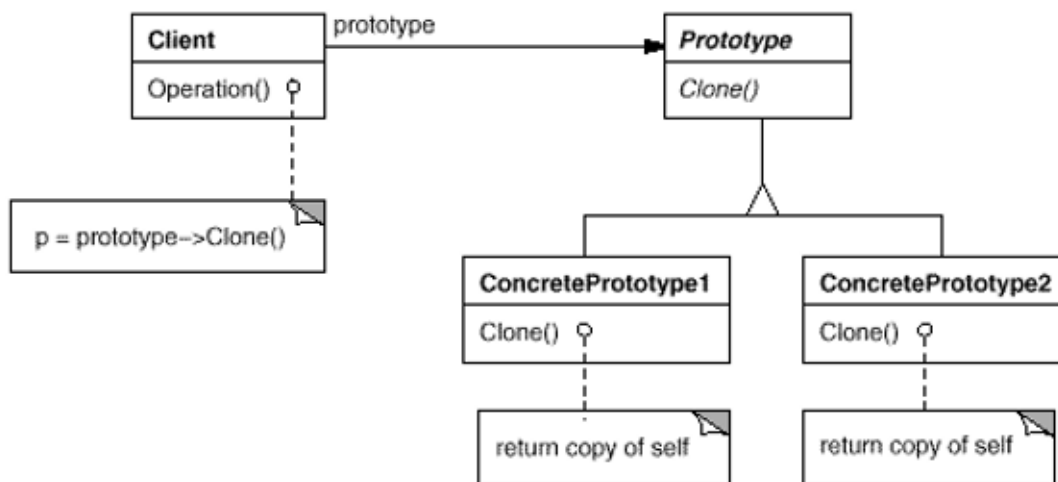 Client
prototype
Prototype
Operation()
Clone()
p = prototype->Clone()
ConcretePrototype1
ConcretePrototype2
Clone()
Clone()
return copy of self
return copy of self